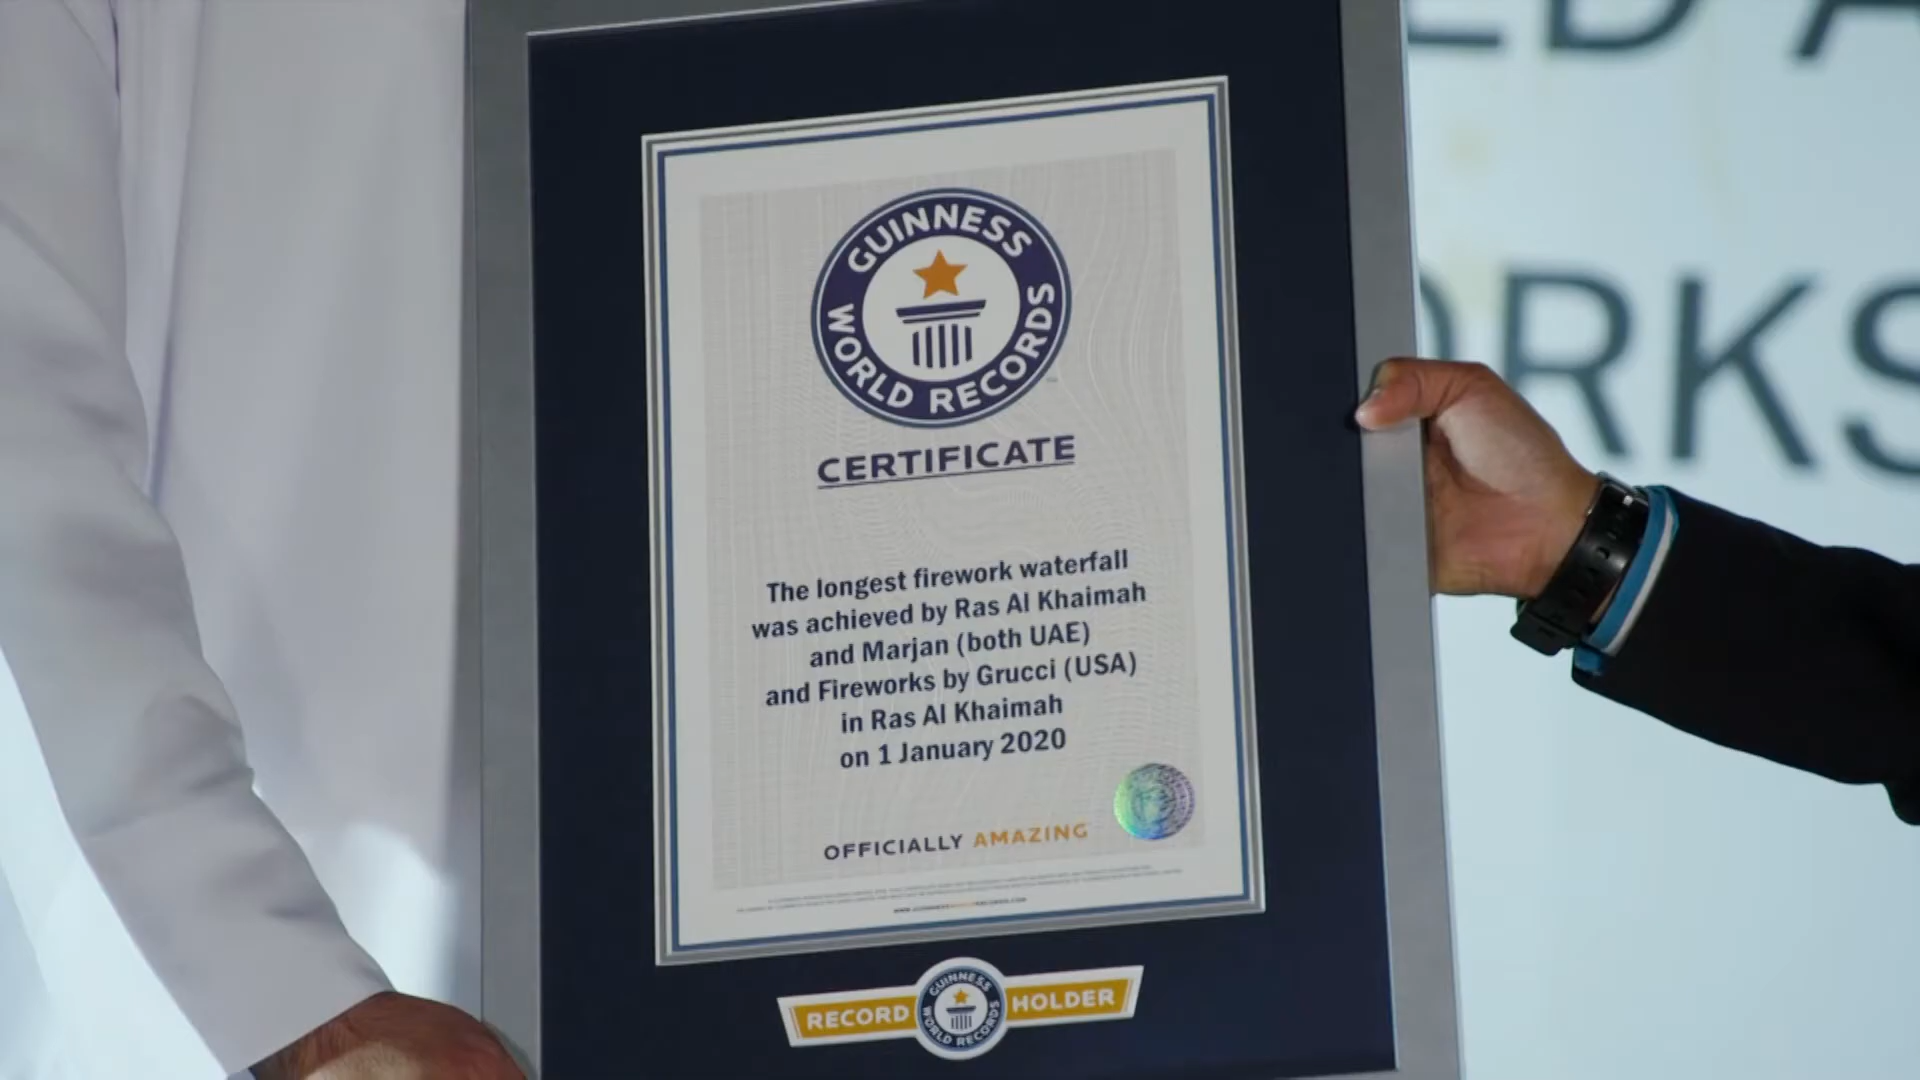 ED A
ORKS
GUINNESS
WORLD RECORDS
CERTIFICATE
The longest firework waterfall
was achieved by Ras Al Khaimah
and Marjan (both UAE)
and Fireworks by Grucci (USA)
in Ras Al Khaimah
on 1 January 2020
OFFICIALLY AMAZING
RECORD HOLDER
GUINNESS
WORLD RECORDS